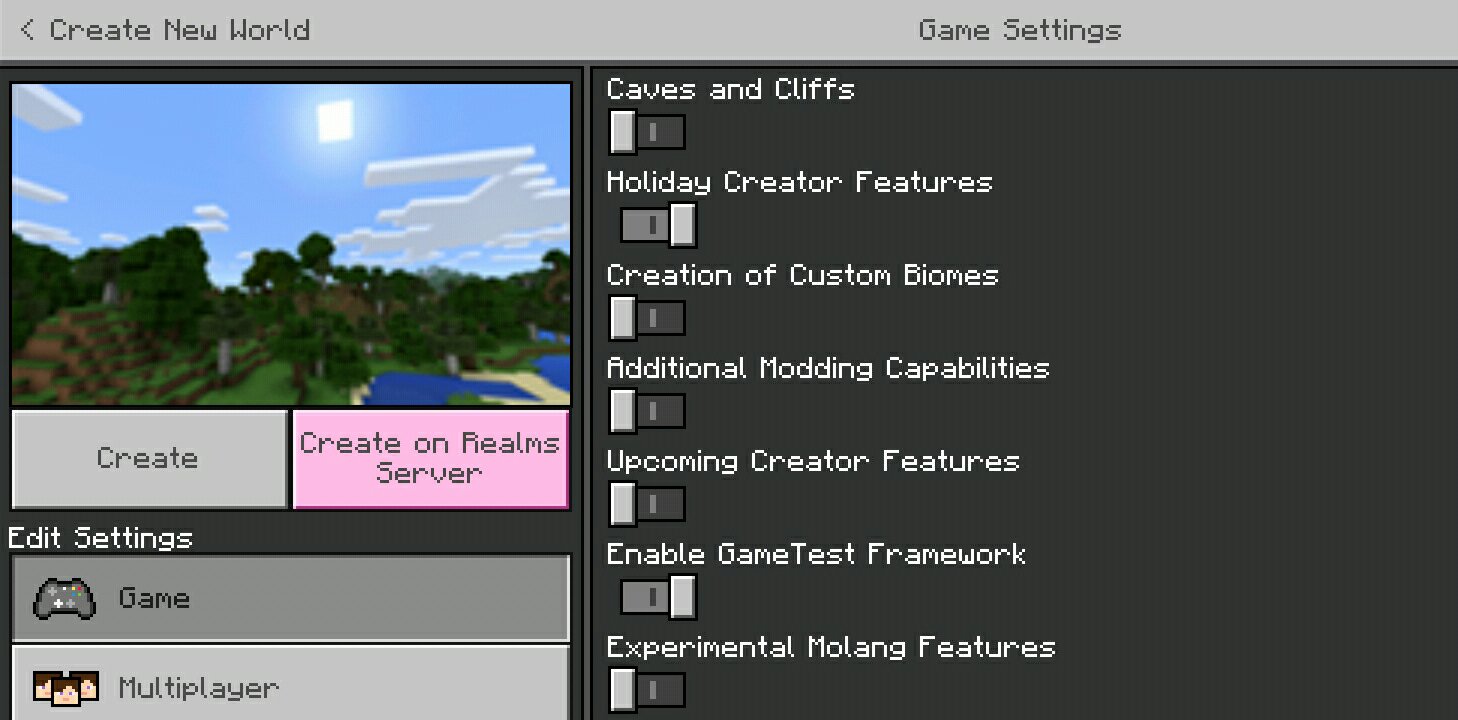 < Create New World
Game Settings
Create
Create on Realms
Server
Edit Settings
Game
Multiplayer
Caves and Cliffs
Holiday Creator Features
Creation of Custom Biomes
Additional Modding Capabilities
Upcoming Creator Features
Enable GameTest Framework
Experimental Molang Features